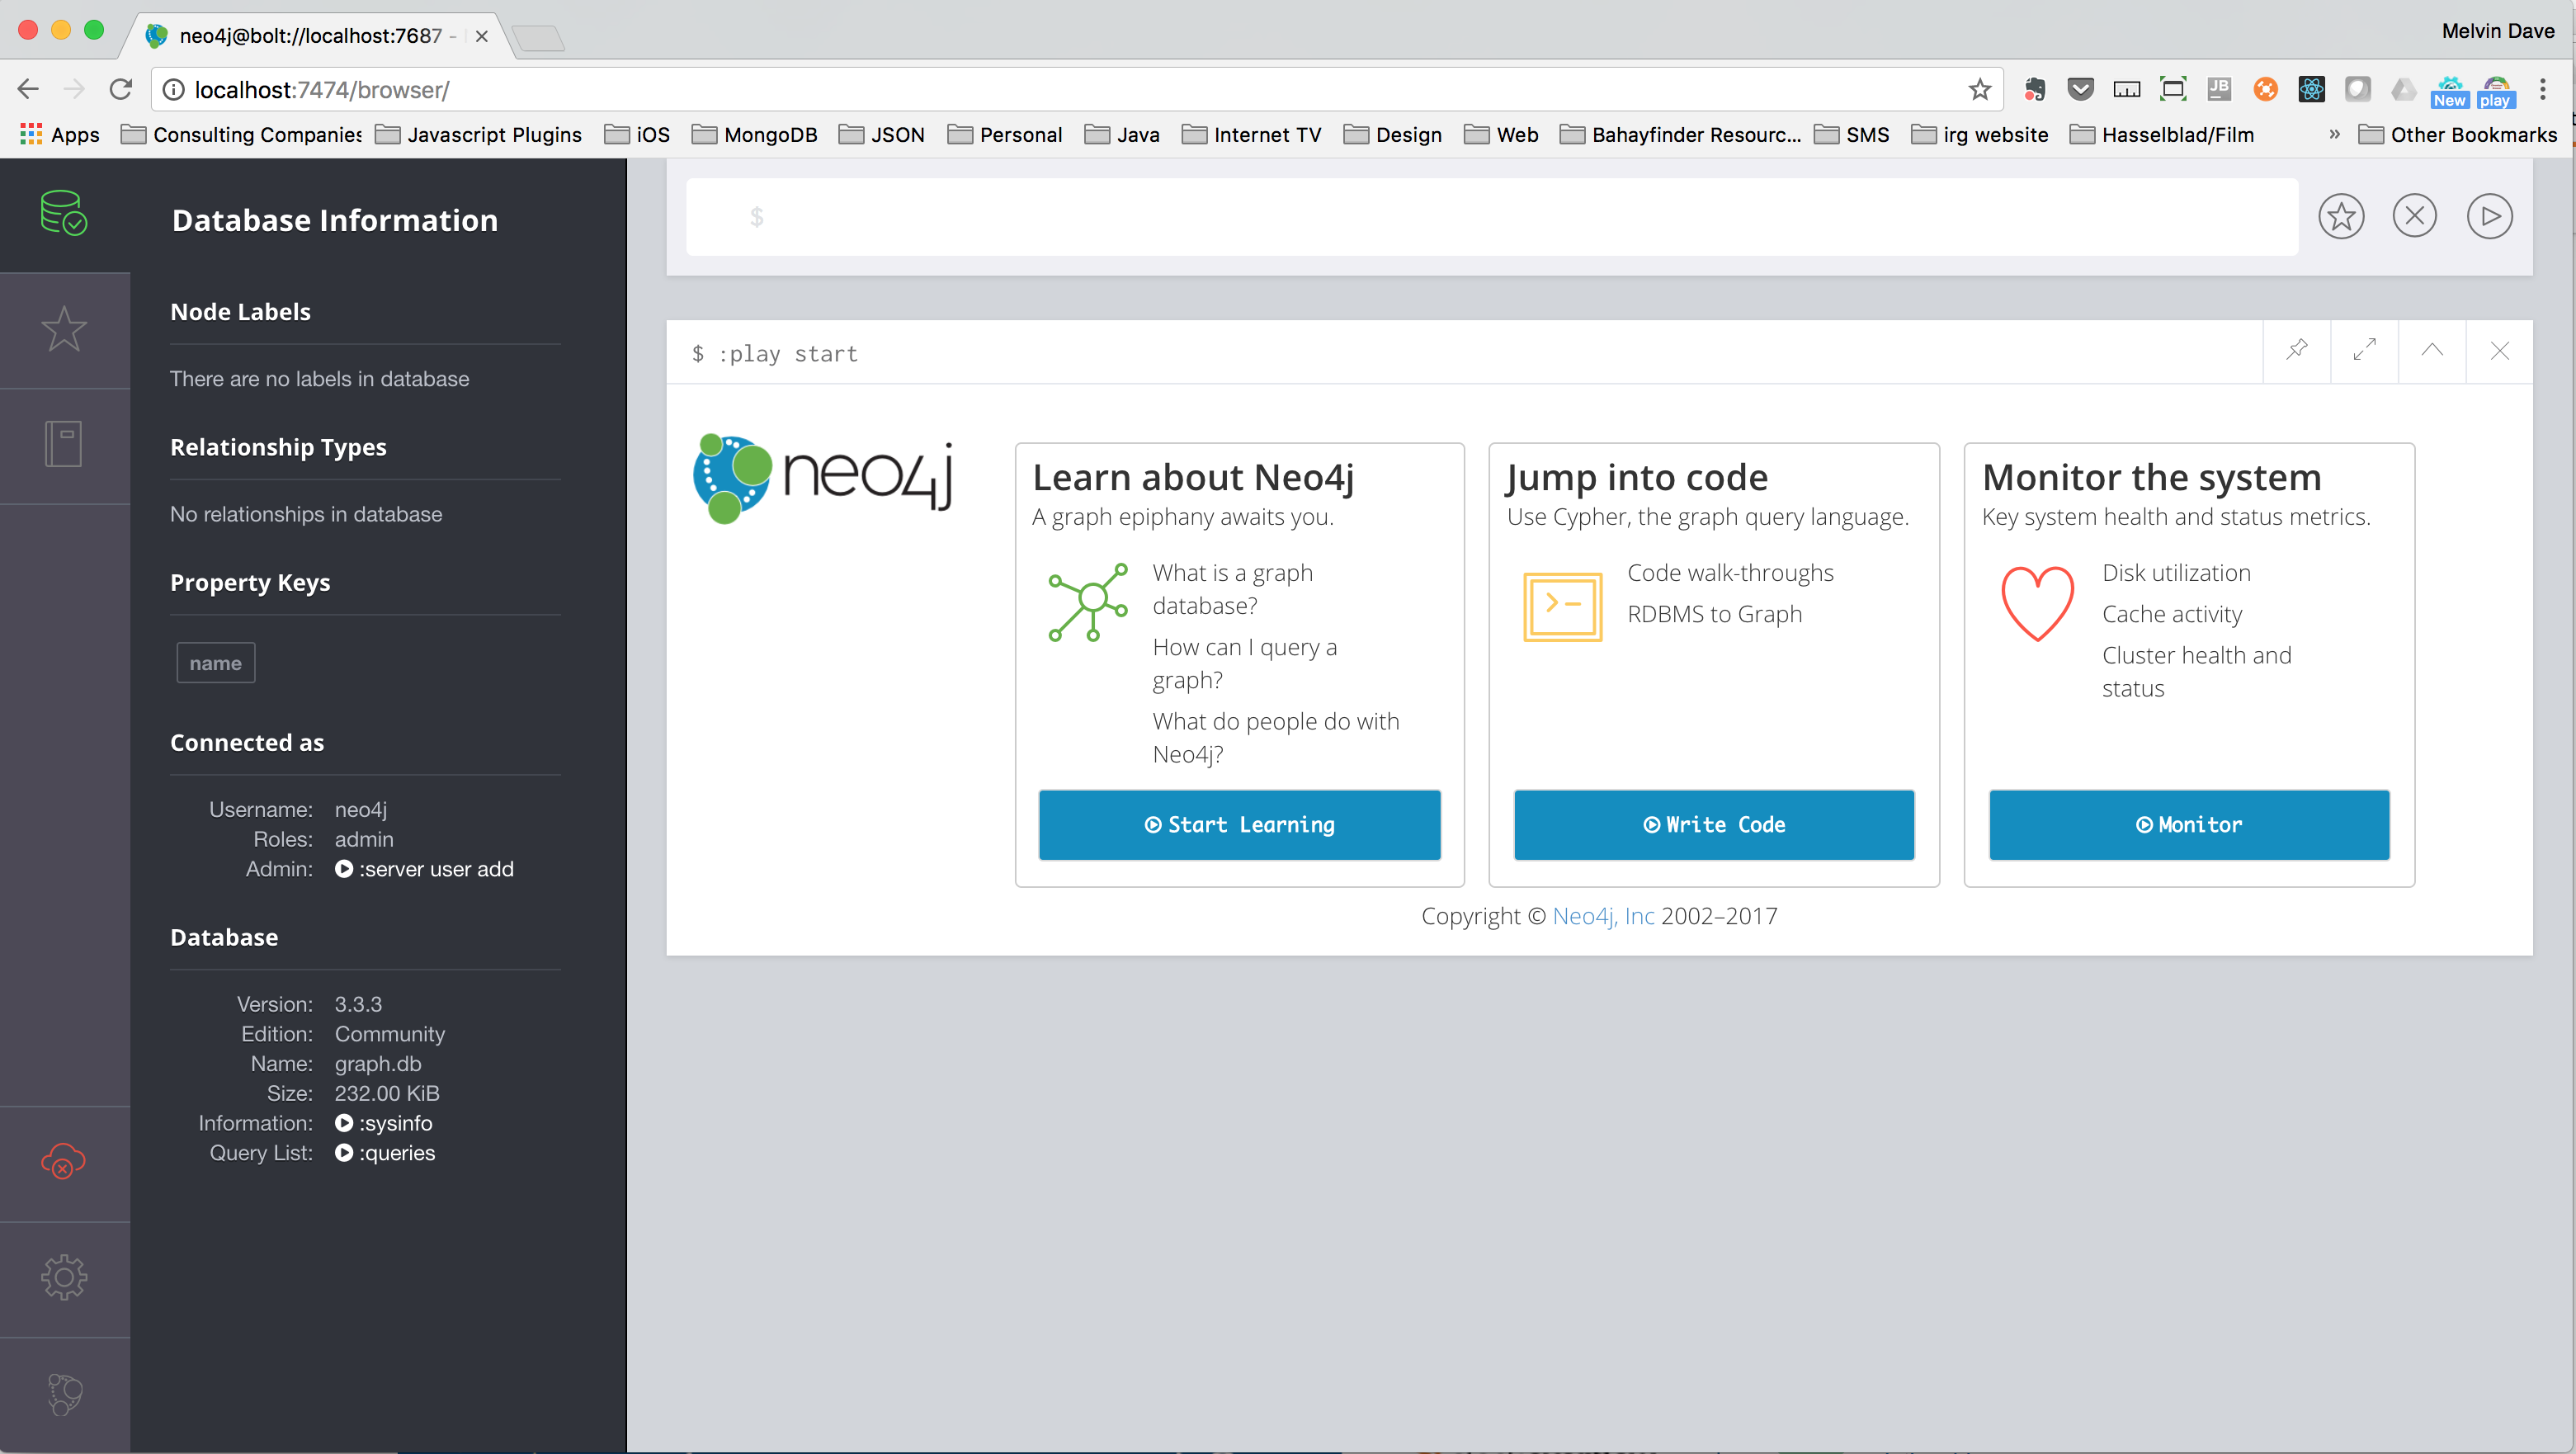 neo4j@bolt://localhost:7687 -
Melvin Dave
localhost:7474/browser/
JB
New play
Apps Consulting Companies Javascript Plugins iOS MongoDB JSON Personal Java Internet TV Design Web Bahayfinder Resourc... SMS irg website Hasselblad/Film » Other Bookmarks
Database Information
Node Labels
There are no labels in database
Relationship Types
No relationships in database
Property Keys
name
Connected as
Username: neo4j
Roles: admin
Admin: :server user add
Database
Version: 3.3.3
Edition: Community
Name: graph.db
Size: 232.00 KiB
Information: :sysinfo
Query List: :queries
$
$ :play start
neo4j
Learn about Neo4j
A graph epiphany awaits you.
What is a graph
database?
How can I query a
graph?
What do people do with
Neo4j?
Start Learning
Jump into code
Use Cypher, the graph query language.
Code walk-throughs
RDBMS to Graph
Write Code
Monitor the system
Key system health and status metrics.
Disk utilization
Cache activity
Cluster health and
status
Monitor
Copyright © Neo4j, Inc 2002–2017